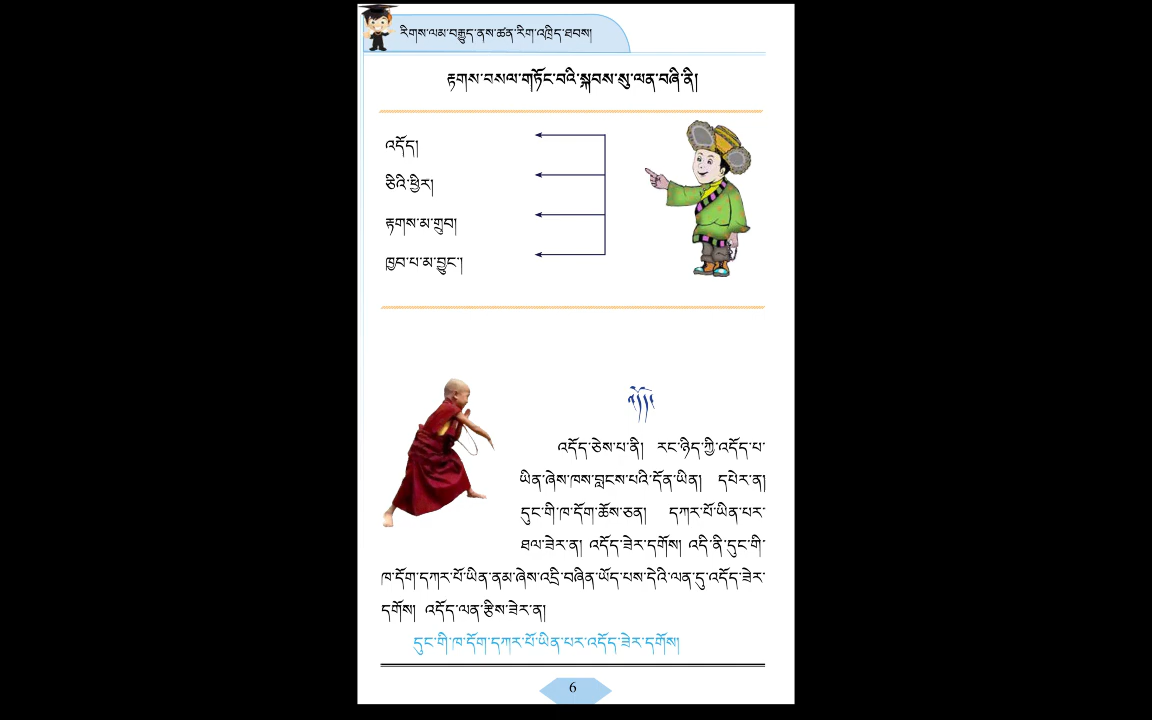 རིགས་ལམ་བརྒྱུད་ནས་ཚན་རིག་འཁྲིད་ཐབས།
རྟགས་བསལ་གཏོང་བའི་སྐབས་སུ་ལན་བཞི་ནི།
འདོད།
ཅིའི་ཕྱིར།
རྟགས་མ་གྲུབ།
ཁྱབ་པ་མ་བྱུང་།
འདོད།
འདོད་ཅེས་པ་ནི། རང་ཉིད་ཀྱི་འདོད་པ་
ཡིན་ཞེས་ཁས་བླངས་པའི་དོན་ཡིན། དཔེར་ན།
དུང་གི་ཁ་དོག་ཆོས་ཅན། དཀར་པོ་ཡིན་པར་
ཐལ་ཟེར་ན། འདོད་ཟེར་དགོས། འདི་ནི་དུང་གི་
ཁ་དོག་དཀར་པོ་ཡིན་ནམ་ཞེས་འདྲི་བཞིན་ཡོད་པས་དེའི་ལན་དུ་འདོད་ཟེར་
དགོས། འདོད་ལན་རྩིས་ཟེར་ན།
དུང་གི་ཁ་དོག་དཀར་པོ་ཡིན་པར་འདོད་ཟེར་དགོས།
6